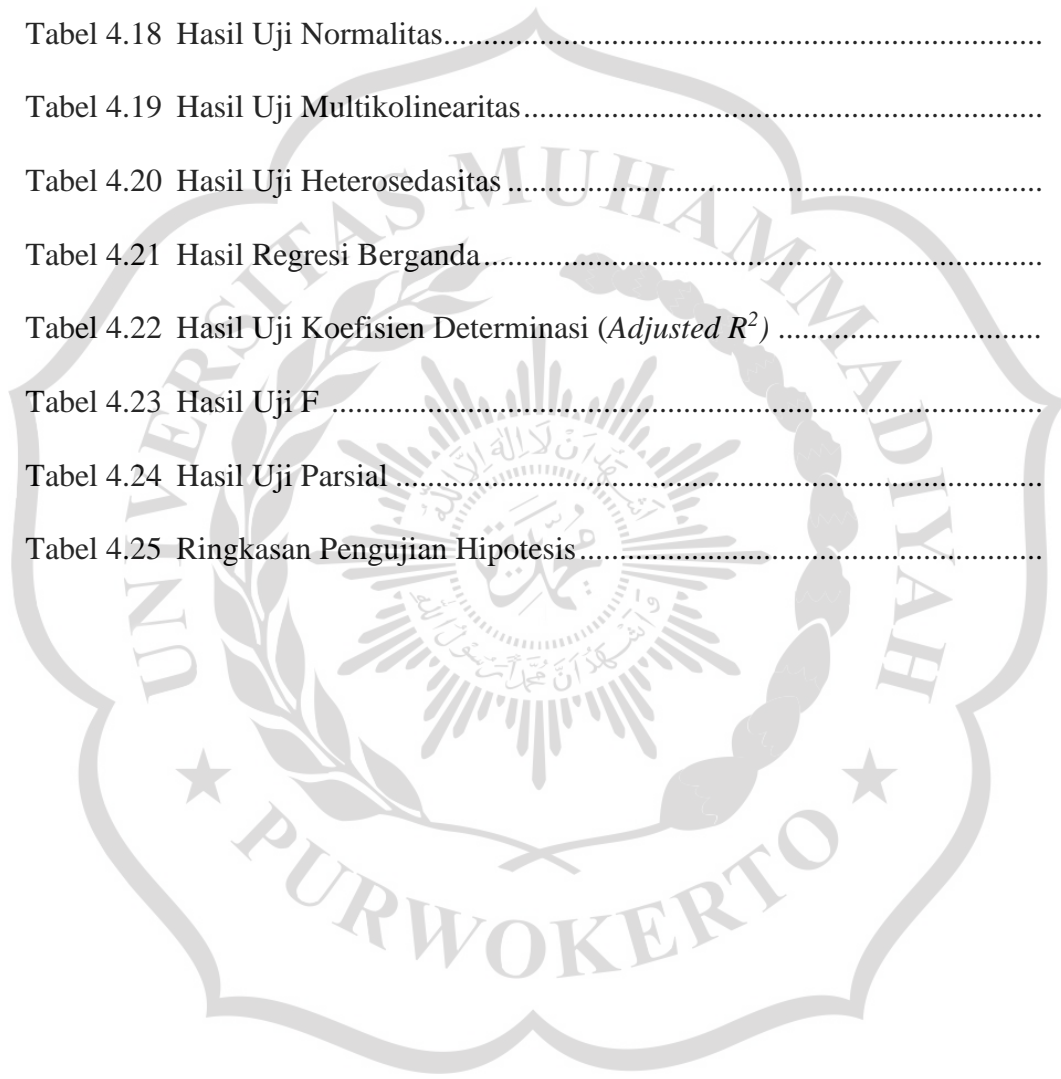 Tabel 4.18 Hasil Uji Normalitas................................................................
Tabel 4.19 Hasil Uji Multikolinearitas.......................................................
Tabel 4.20 Hasil Uji Heterosedasitas.........................................................
Tabel 4.21 Hasil Regresi Berganda............................................................
Tabel 4.22 Hasil Uji Koefisien Determinasi (Adjusted R²) ............................
Tabel 4.23 Hasil Uji F ............................................................................
Tabel 4.24 Hasil Uji Parsial .....................................................................
Tabel 4.25 Ringkasan Pengujian Hipotesis.................................................
UNIVERSITAS MUHAMMADIYAH
PURWOKERTO